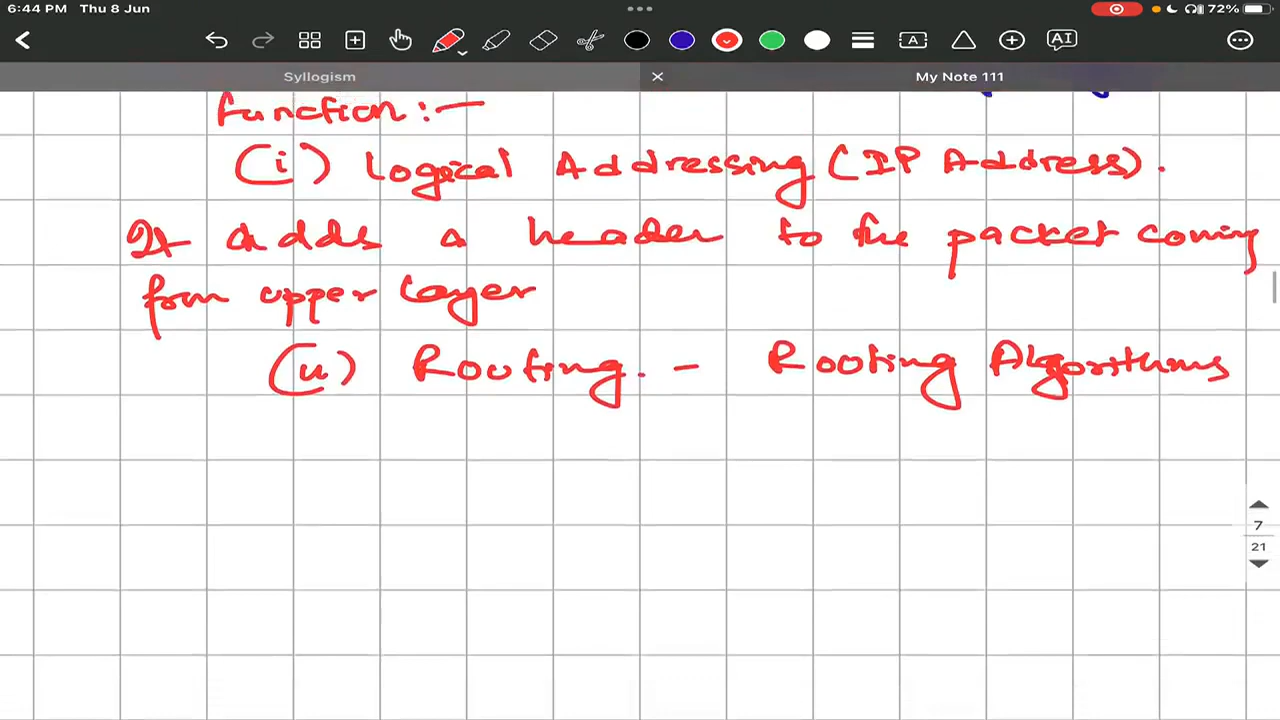 6:44 PM Thu 8 Jun
72%
Syllogism
My Note 111
function :-
(i) Logical Addressing (IP Address).
It adds a header to the packet coming
from upper layer
(ii) Routing. - Rooting Algorithms
7
21